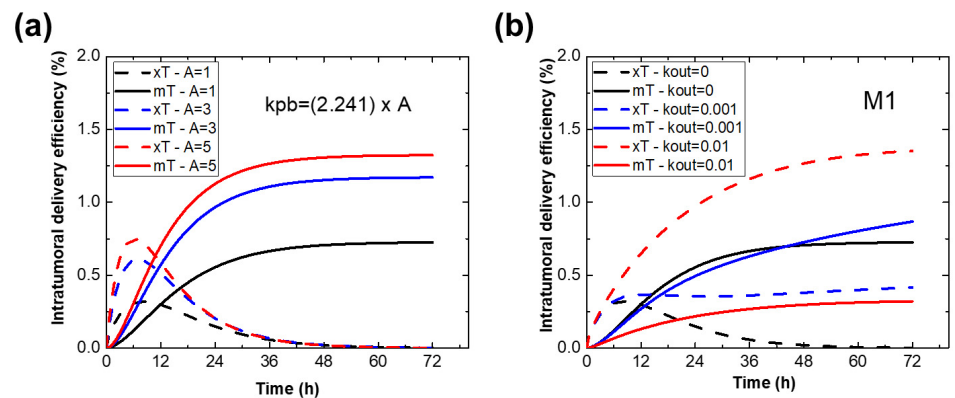 (a)
Intratumoral delivery efficiency (%)
2.0
1.5
1.0
0.5
0.0
xT - A=1
mT - A=1
xT - A=3
mT - A=3
xT - A=5
mT - A=5
kpb=(2.241) x A
0 12 24 36 48 60 72
Time (h)
(b)
Intratumoral delivery efficiency (%)
2.0
1.5
1.0
0.5
0.0
xT - kout=0
mT - kout=0
xT - kout=0.001
mT - kout=0.001
xT - kout=0.01
mT - kout=0.01
M1
0 12 24 36 48 60 72
Time (h)